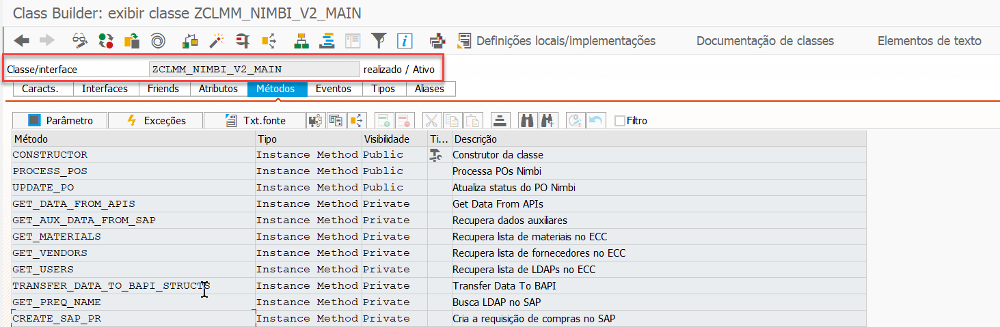 Class Builder: exibir classe ZCLMM_NIMBI_V2_MAIN
Definições locais/implementações Documentação de classes Elementos de texto
Classe/interface ZCLMM_NIMBI_V2_MAIN realizado / Ativo
Caracts. Interfaces Friends Atributos Métodos Eventos Tipos Aliases
Parâmetro Exceções Txt.fonte Filtro
Método Tipo Visibilidade Ti... Descrição
CONSTRUCTOR Instance Method Public Construtor da classe
PROCESS_POS Instance Method Public Processa POs Nimbi
UPDATE_PO Instance Method Public Atualiza status do PO Nimbi
GET_DATA_FROM_APIS Instance Method Private Get Data From APIs
GET_AUX_DATA_FROM_SAP Instance Method Private Recupera dados auxiliares
GET_MATERIALS Instance Method Private Recupera lista de materiais no ECC
GET_VENDORS Instance Method Private Recupera lista de fornecedores no ECC
GET_USERS Instance Method Private Recupera lista de LDAPs no ECC
TRANSFER_DATA_TO_BAPI_STRUCTS Instance Method Private Transfer Data To BAPI
GET_PREQ_NAME Instance Method Private Busca LDAP no SAP
CREATE_SAP_PR Instance Method Private Cria a requisição de compras no SAP